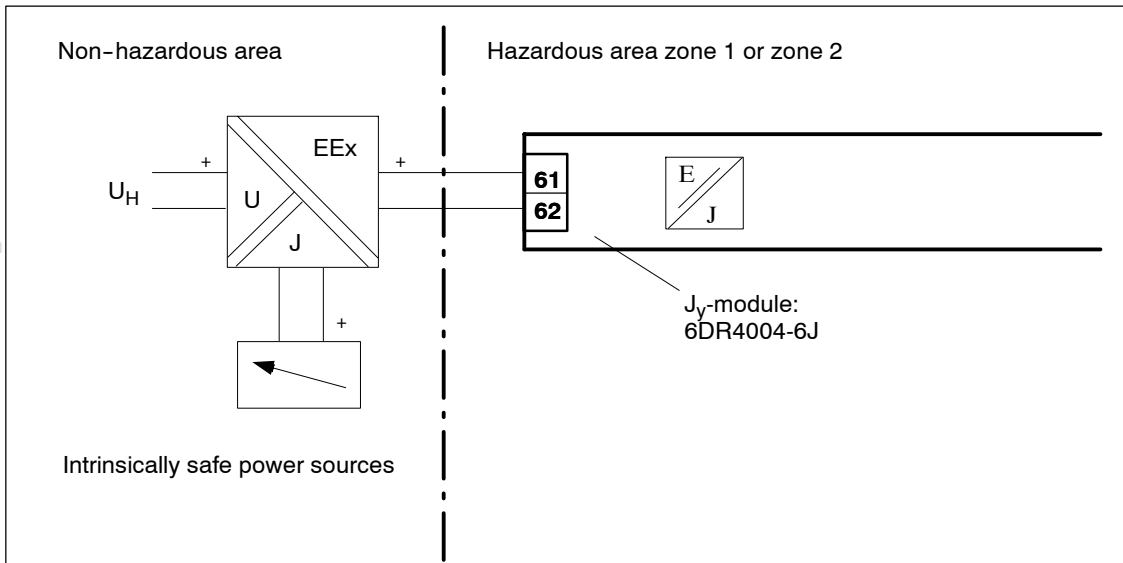 Non-hazardous area
Hazardous area zone 1 or zone 2
EEx
+
+
U_H
U
J
+
61
62
E
J
J_y-module:
6DR4004-6J
Intrinsically safe power sources